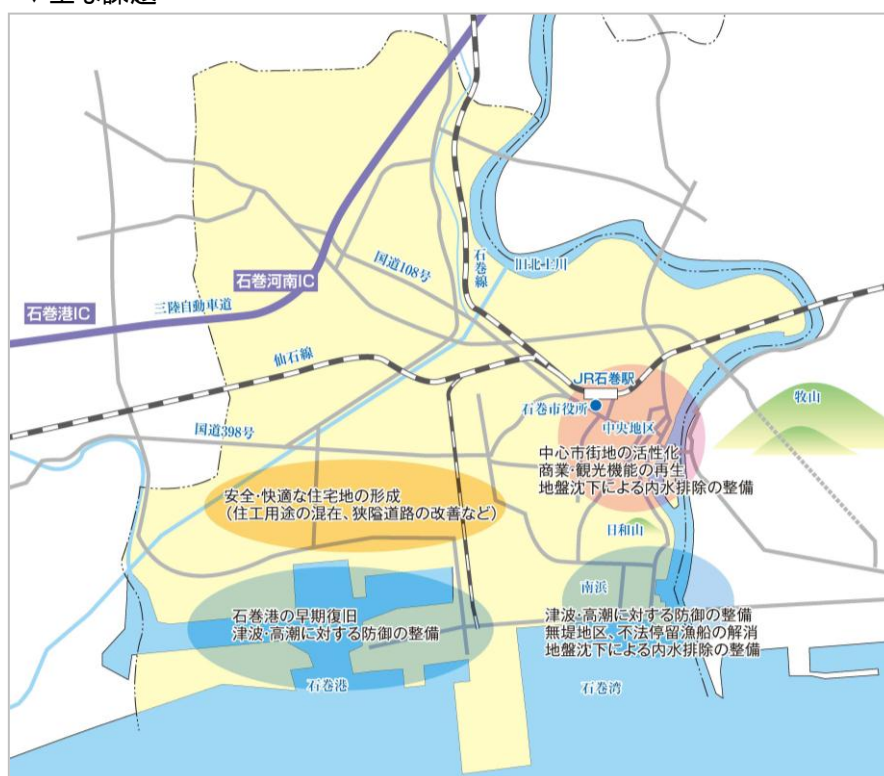 ▽主な課題
石巻線
国道108号
旧北上川
石巻河南IC
三陸自動車道
石巻港IC
仙石線
JR石巻駅
石巻市役所
牧山
中央地区
国道398号
中心市街地の活性化
商業・観光機能の再生
地盤沈下による内水排除の整備
安全・快適な住宅地の形成
（住工用途の混在、狭隘道路の改善など）
日和山
南浜
石巻港の早期復旧
津波・高潮に対する防御の整備
津波・高潮に対する防御の整備
無堤地区、不法停留漁船の解消
地盤沈下による内水排除の整備
石巻港
石巻湾